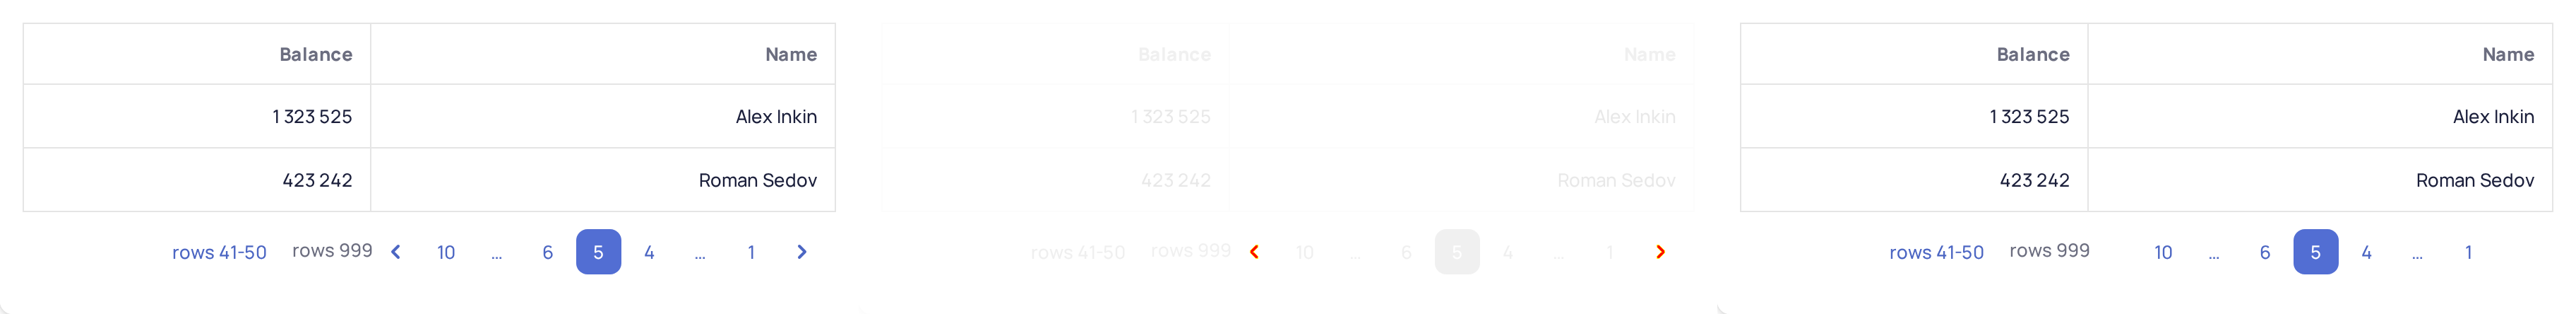 Balance Name
1 323 525 Alex Inkin
423 242 Roman Sedov
rows 41-50 rows 999 10 ... 6 5 4 ... 1
Balance Name
1 323 525 Alex Inkin
423 242 Roman Sedov
rows 41-50 rows 999 10 ... 6 5 4 ... 1
Balance Name
1 323 525 Alex Inkin
423 242 Roman Sedov
rows 41-50 rows 999 10 ... 6 5 4 ... 1